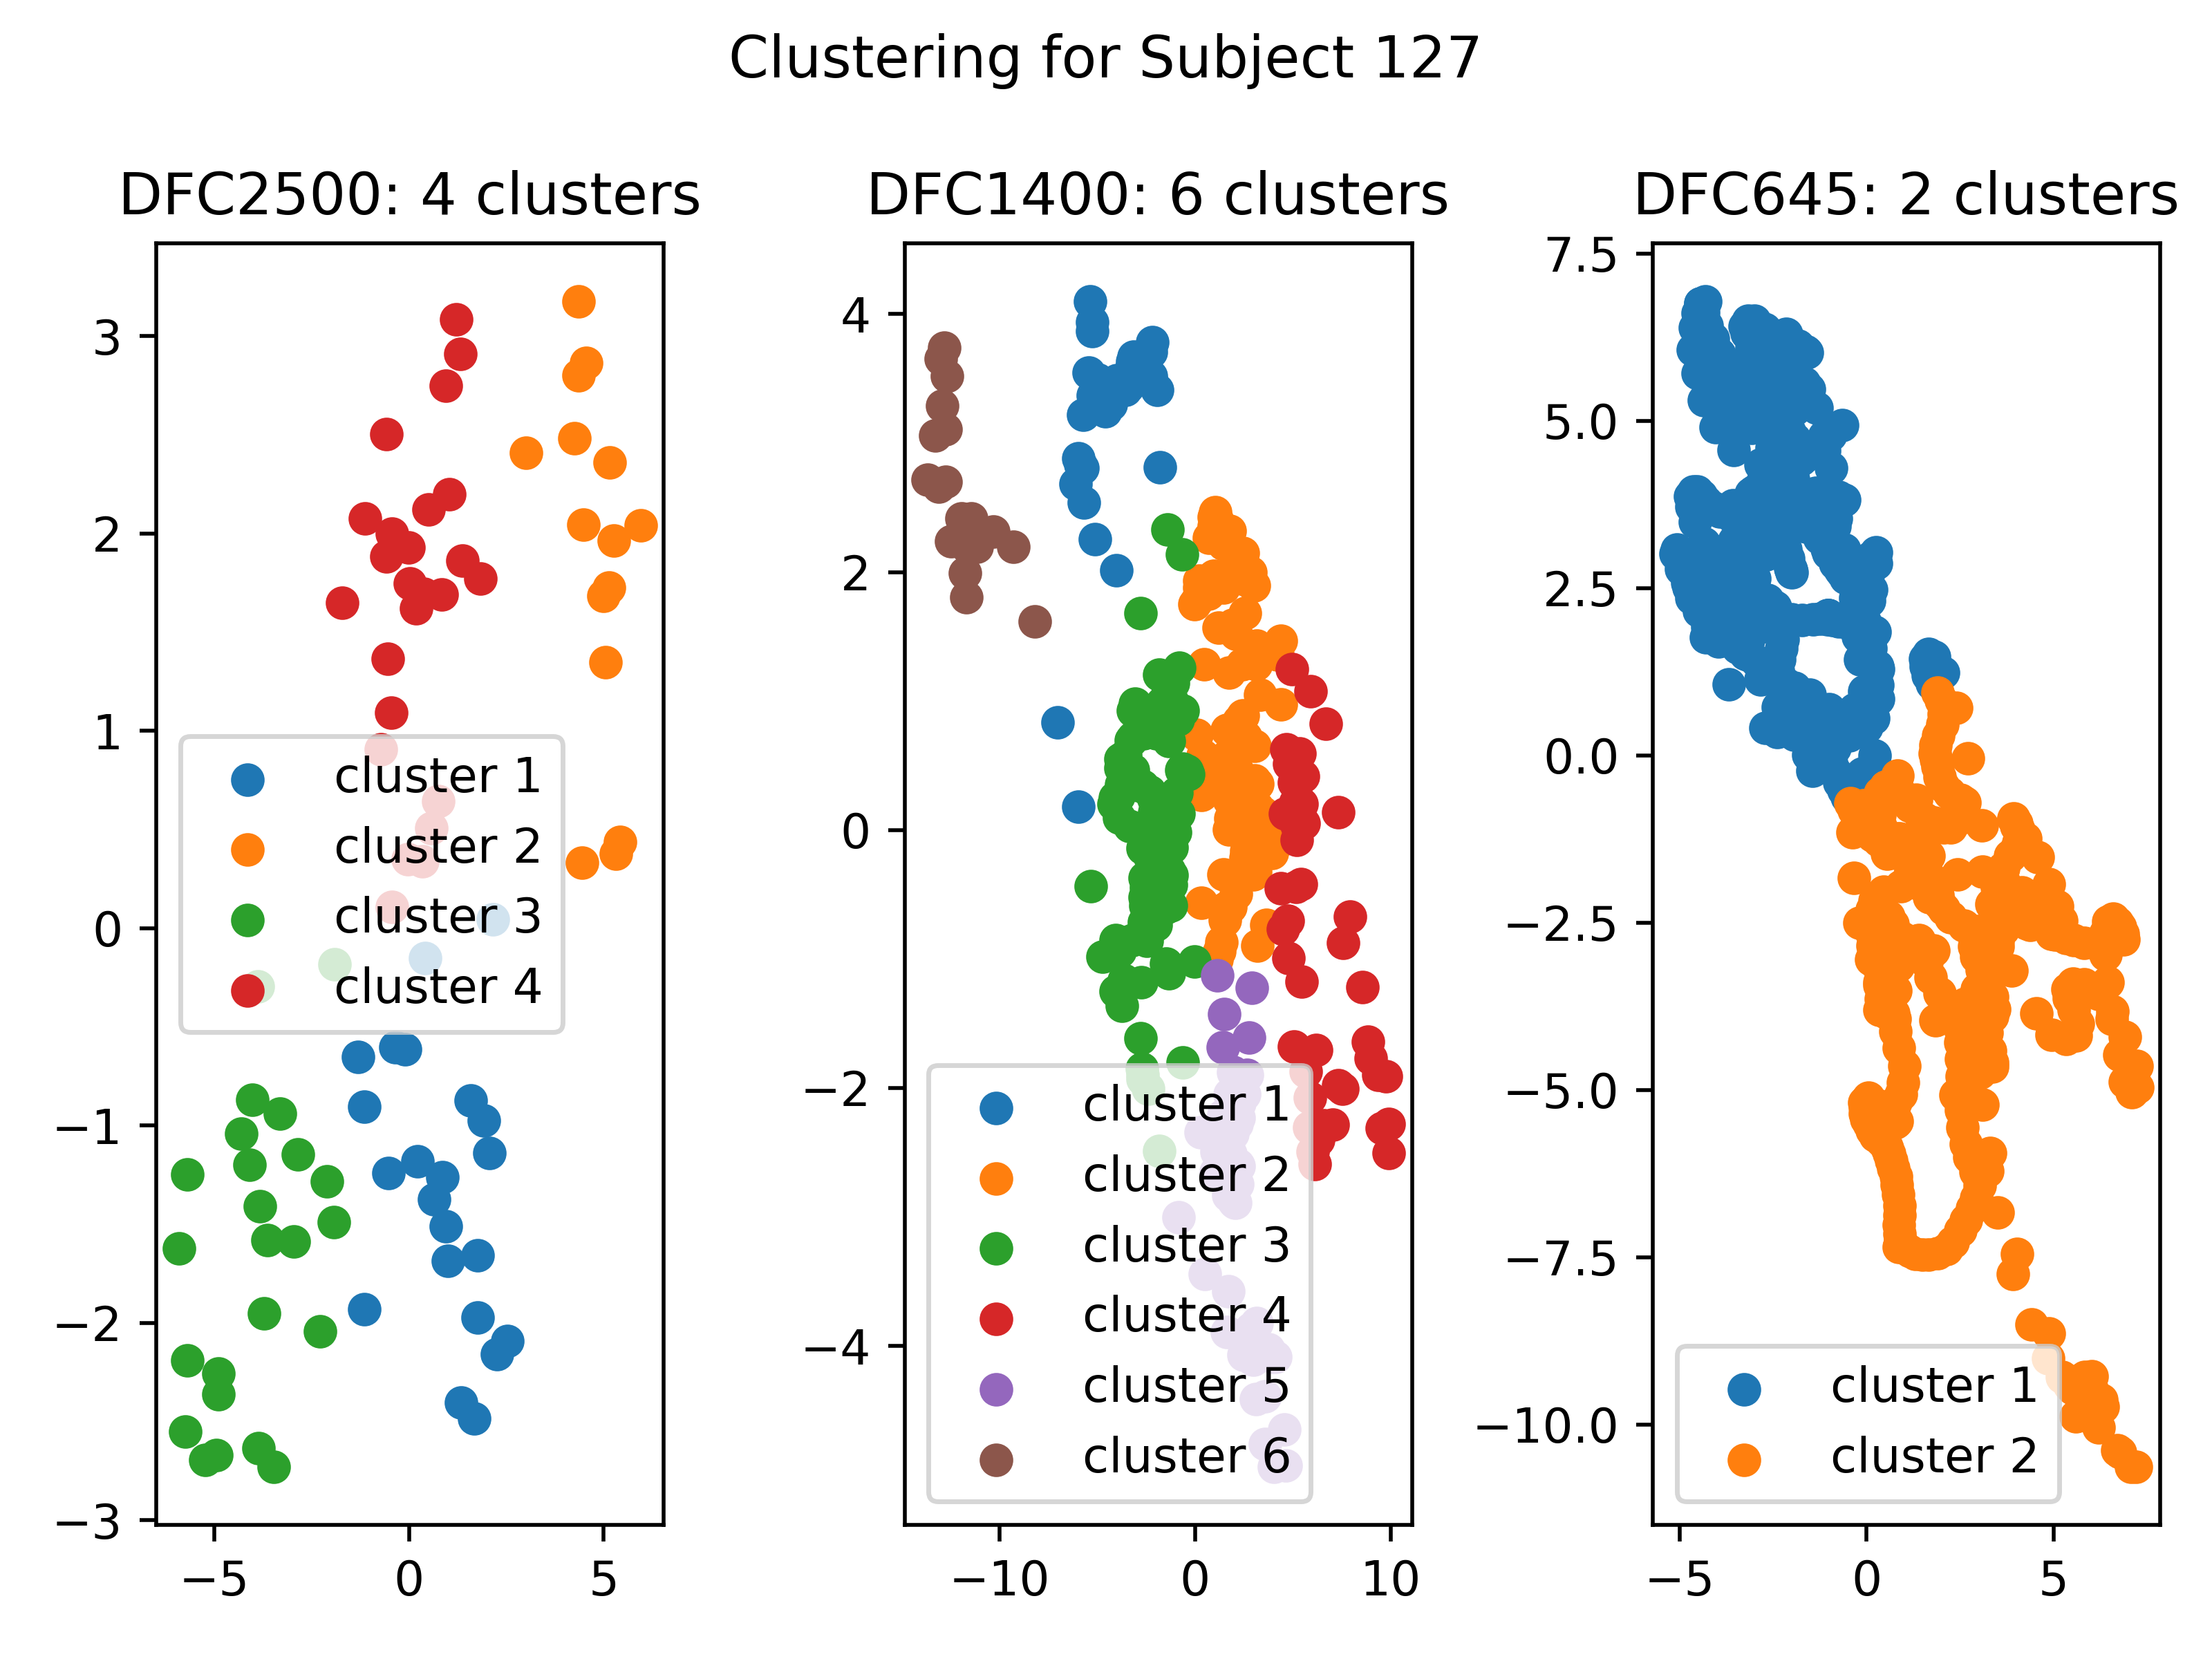 Clustering for Subject 127
DFC2500: 4 clusters
3
2
1
0
−1
−2
−3
−5
0
5
cluster 1
cluster 2
cluster 3
cluster 4
DFC1400: 6 clusters
4
2
0
−2
−4
−10
0
10
cluster 1
cluster 2
cluster 3
cluster 4
cluster 5
cluster 6
DFC645: 2 clusters
7.5
5.0
2.5
0.0
−2.5
−5.0
−7.5
−10.0
−5
0
5
cluster 1
cluster 2